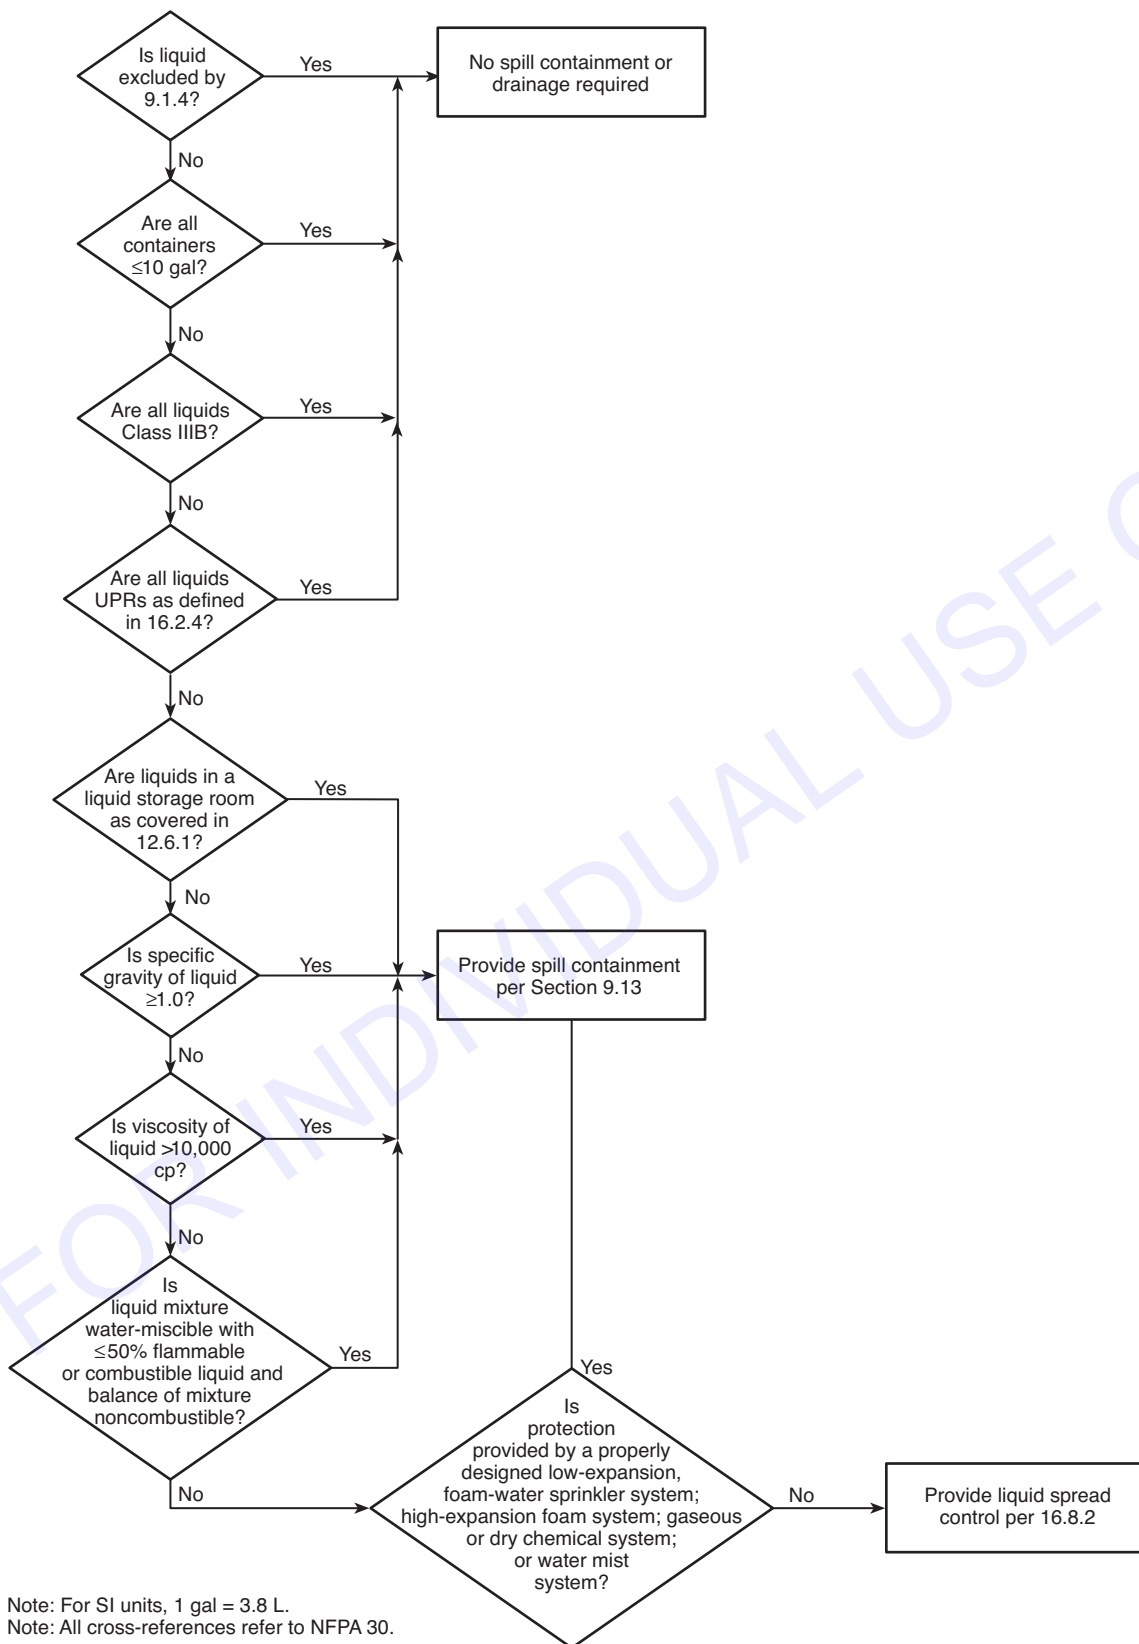 Is liquid
excluded by
9.1.4?
Yes
No spill containment or
drainage required
No
Are all
containers
≤10 gal?
Yes
No
Are all liquids
Class IIIB?
Yes
No
Are all liquids
UPRs as defined
in 16.2.4?
Yes
No
Are liquids in a
liquid storage room
as covered in
12.6.1?
Yes
No
Is specific
gravity of liquid
≥1.0?
Yes
Provide spill containment
per Section 9.13
No
Is viscosity of
liquid >10,000
cp?
Yes
No
Is
liquid mixture
water-miscible with
≤50% flammable
or combustible liquid and
balance of mixture
noncombustible?
Yes
No
Yes
Is
protection
provided by a properly
designed low-expansion,
foam-water sprinkler system;
high-expansion foam system; gaseous
or dry chemical system;
or water mist
system?
No
Provide liquid spread
control per 16.8.2
Note: For SI units, 1 gal = 3.8 L.
Note: All cross-references refer to NFPA 30.
FOR INDIVIDUAL USE